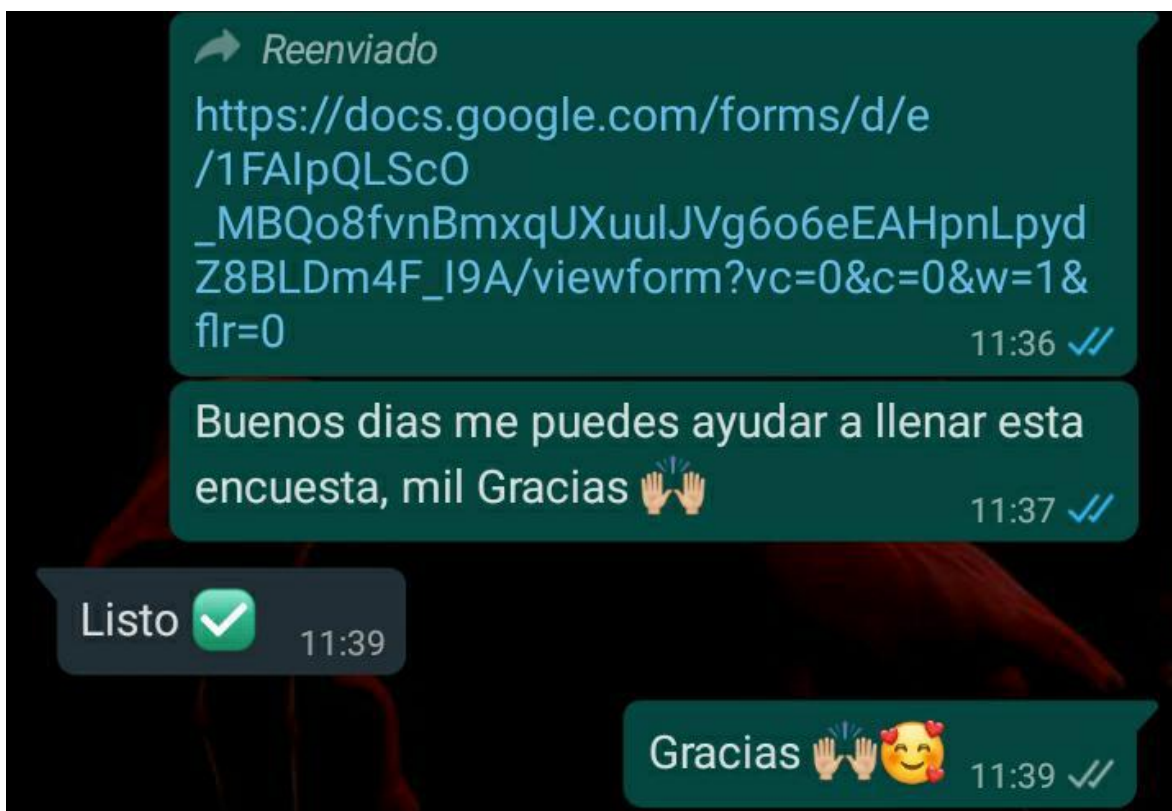 Reenviado
https://docs.google.com/forms/d/e
/1FAIpQLScO
_MBQo8fvnBmxqUXuulJVg6o6eEAHpnLpyd
Z8BLDm4F_I9A/viewform?vc=0&c=0&w=1&
flr=0
11:36
Buenos dias me puedes ayudar a llenar esta
encuesta, mil Gracias 🙌🏼
11:37
Listo ✅ 11:39
Gracias 🙌🏼🥰 11:39